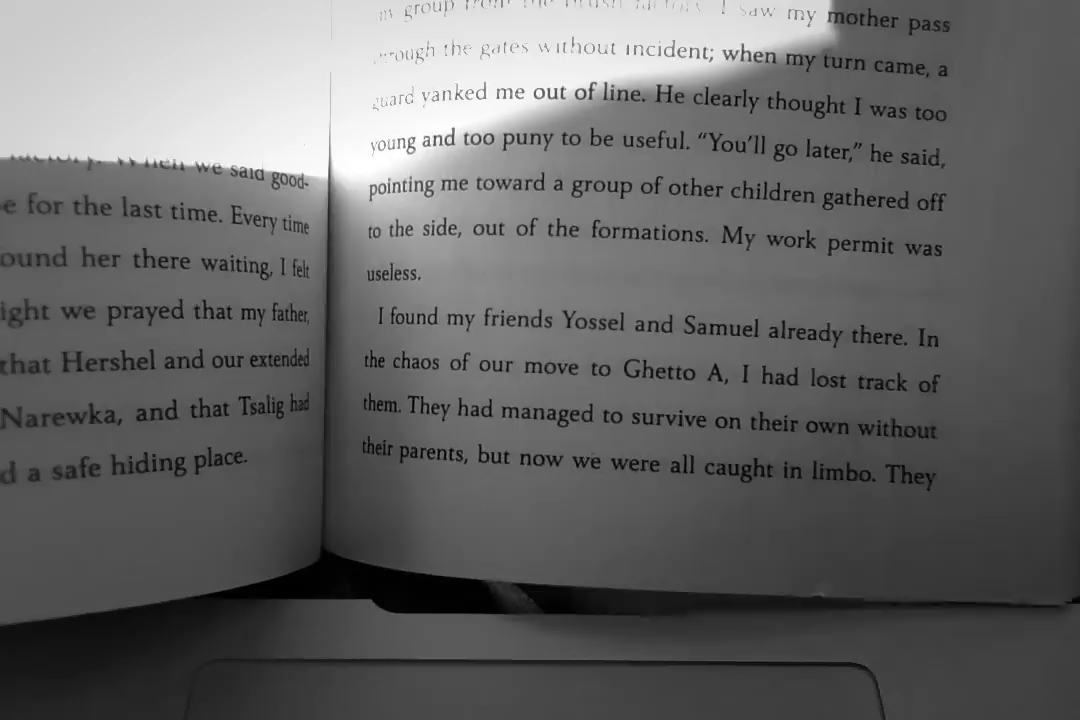 we said good-
e for the last time. Every time
ound her there waiting, I felt
ight we prayed that my father,
that Hershel and our extended
Narewka, and that Tsalig had
d a safe hiding place.
group from the brush factory. I saw my mother pass
through the gates without incident; when my turn came, a
guard yanked me out of line. He clearly thought I was too
young and too puny to be useful. “You’ll go later,” he said,
pointing me toward a group of other children gathered off
to the side, out of the formations. My work permit was
useless.
I found my friends Yossel and Samuel already there. In
the chaos of our move to Ghetto A, I had lost track of
them. They had managed to survive on their own without
their parents, but now we were all caught in limbo. They